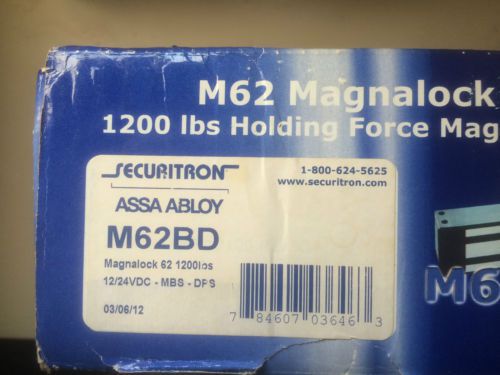 M62 Magnalock
1200 lbs Holding Force Mag
SECURITRON
1-800-624-5625
www.securitron.com
ASSA ABLOY
M62BD
Magnalock 62 1200lbs
12/24VDC - MBS - DPS
03/06/12
7 84607 03646 3
M6